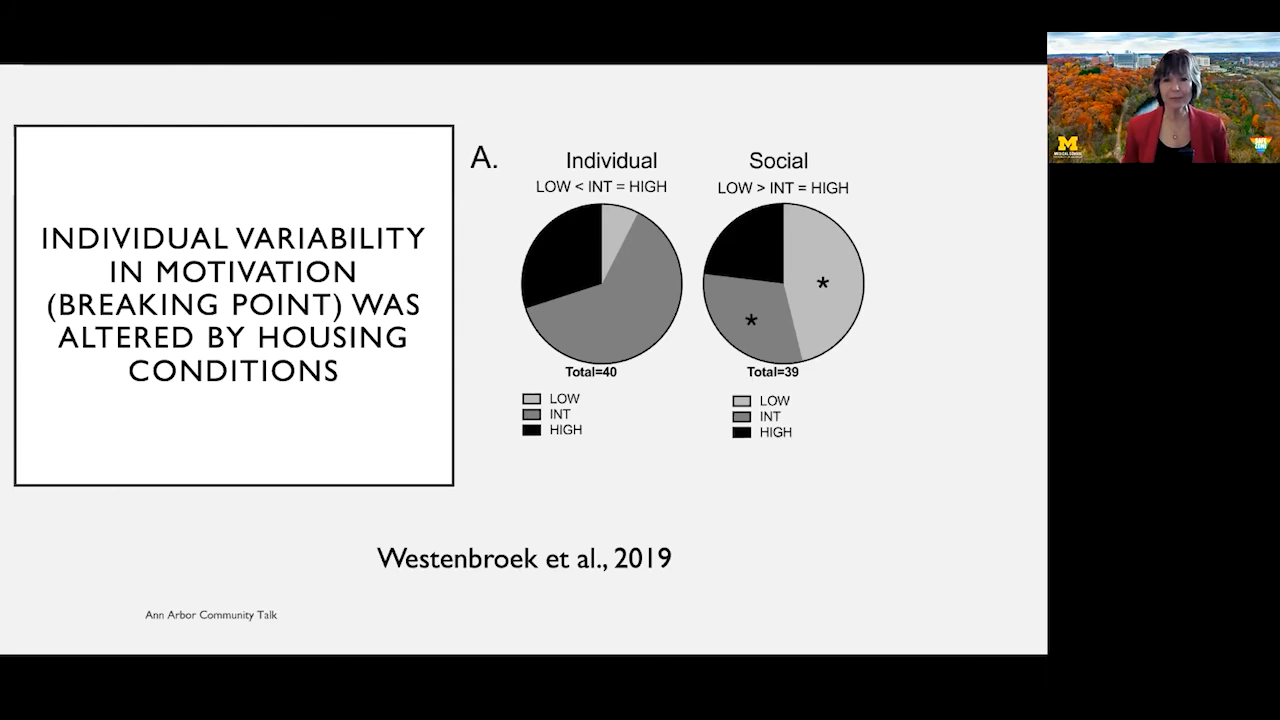 INDIVIDUAL VARIABILITY
IN MOTIVATION
(BREAKING POINT) WAS
ALTERED BY HOUSING
CONDITIONS
A.
Individual
LOW < INT = HIGH
Total=40
LOW
INT
HIGH
Social
LOW > INT = HIGH
*
*
Total=39
LOW
INT
HIGH
Westenbroek et al., 2019
Ann Arbor Community Talk
M